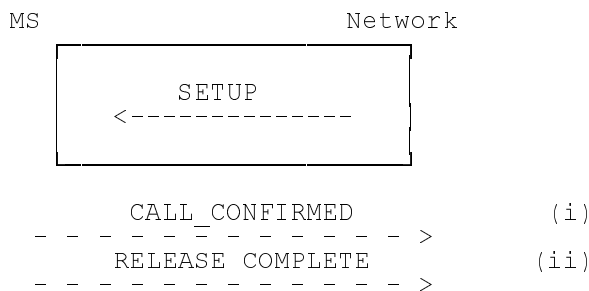 MS Network
SETUP
<--------------
CALL_CONFIRMED (i)
- - - - - - - - - - - - >
RELEASE COMPLETE (ii)
- - - - - - - - - - - - >